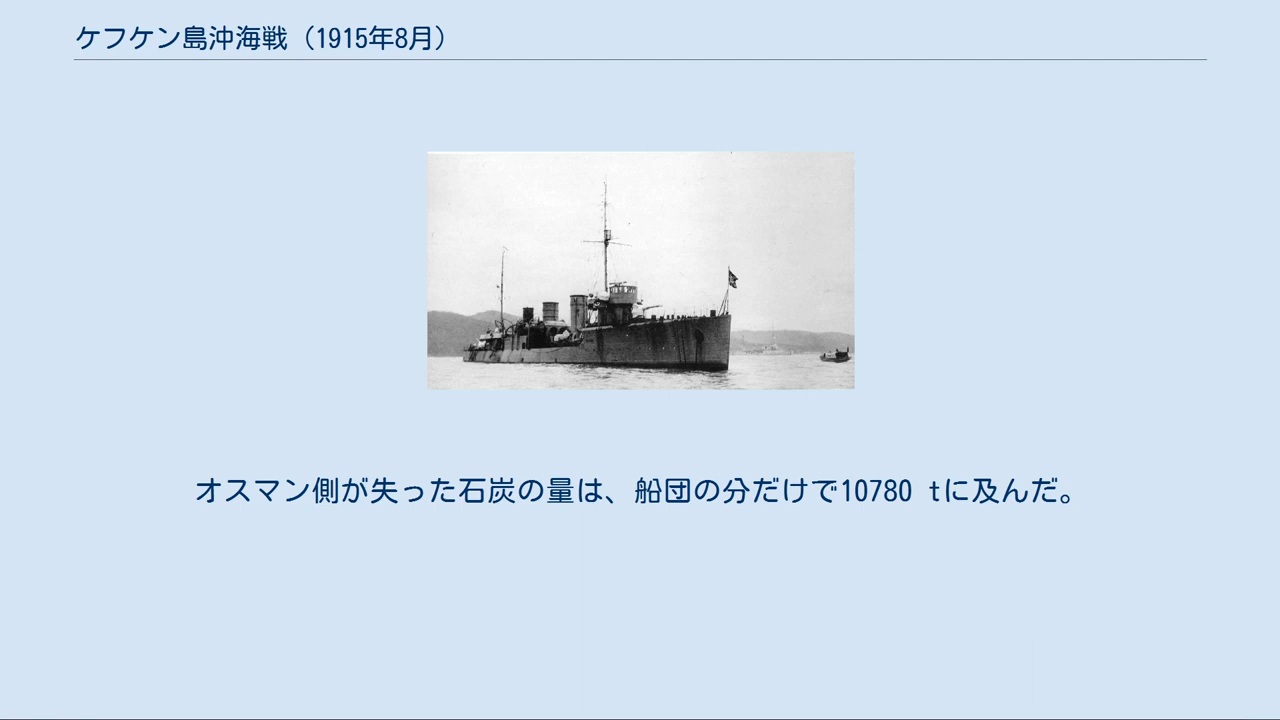 ケフケン島沖海戦（1915年8月）
オスマン側が失った石炭の量は、船団の分だけで10780 tに及んだ。